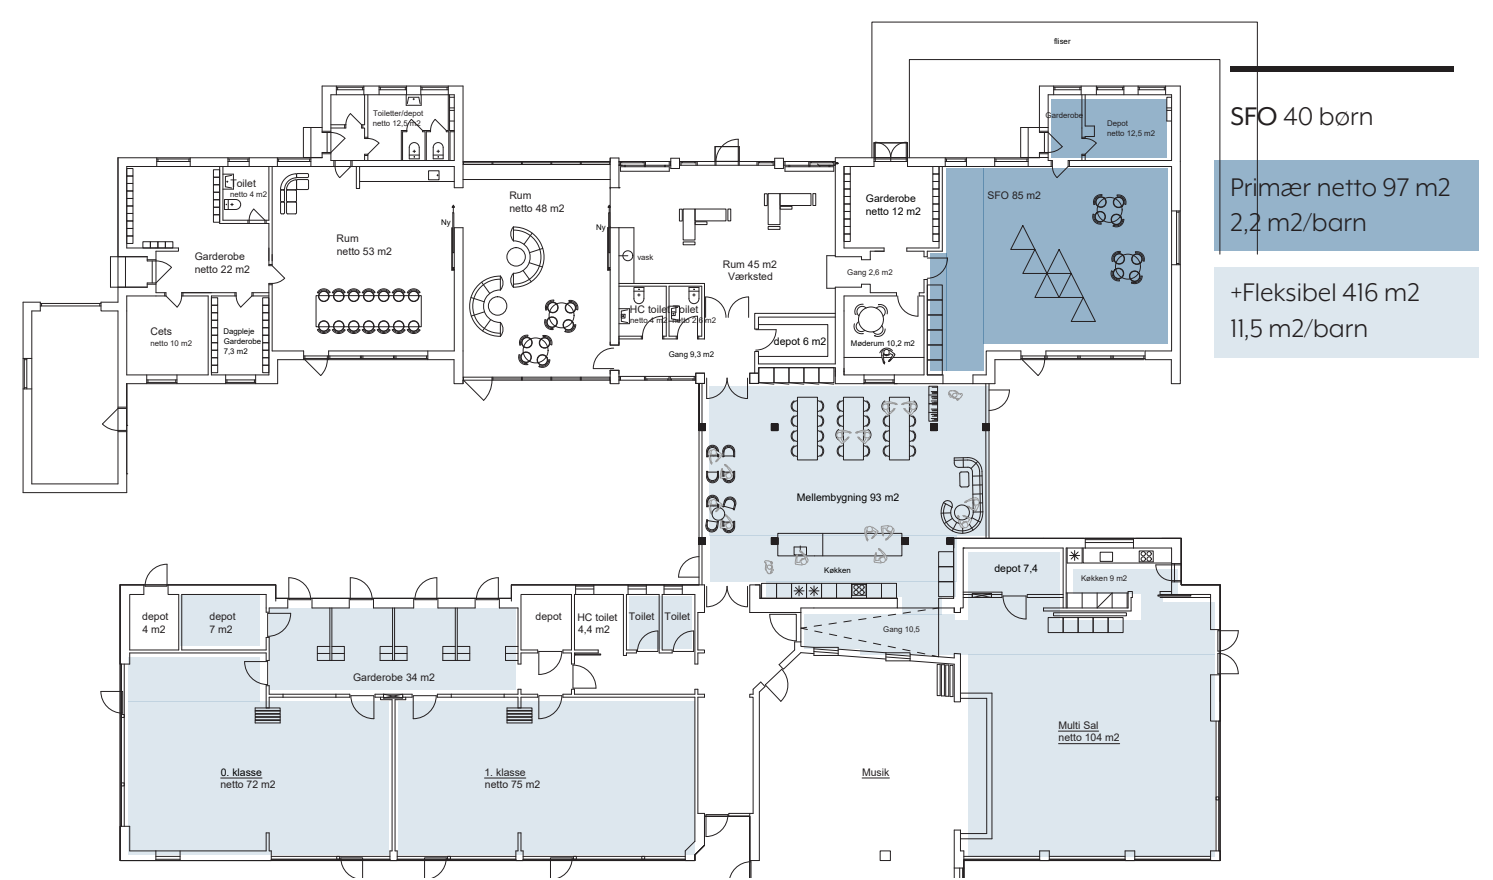 fliser
SFO 40 børn
Primær netto 97 m2
2,2 m2/barn
+Fleksibel 416 m2
11,5 m2/barn
Toiletter/depot
netto 12,5 m2
Garderobe
Depot
netto 12,5 m2
Toilet
netto 4 m2
Rum
netto 53 m2
Ny
Rum
netto 48 m2
Ny
vask
Rum 45 m2
Værksted
Garderobe
netto 12 m2
SFO 85 m2
Garderobe
netto 22 m2
Gang 2,6 m2
HC toilet
netto 4 m2
Toilet
Cets
netto 10 m2
Dagpleje
Garderobe
7,3 m2
Gang 9,3 m2
depot 6 m2
Møderum 10,2 m2
Mellembygning 93 m2
Køkken
depot 7,4
Køkken 9 m2
depot
4 m2
depot
7 m2
Garderobe 34 m2
depot
HC toilet
4,4 m2
Toilet
Toilet
Gang 10,5
0. klasse
netto 72 m2
1. klasse
netto 75 m2
Musik
Multi Sal
netto 104 m2